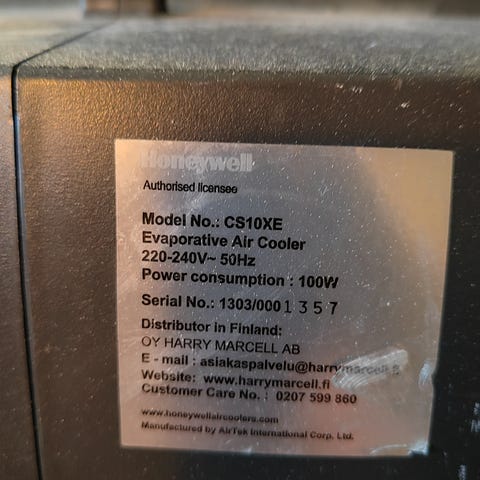 Honeywell
Authorised licensee
Model No.: CS10XE
Evaporative Air Cooler
220-240V~ 50Hz
Power consumption : 100W
Serial No.: 1303/0001357
Distributor in Finland:
OY HARRY MARCELL AB
E - mail : asiakaspalvelu@harrymarcell.fi
Website: www.harrymarcell.fi
Customer Care No. : 0207 599 860
www.honeywellaircoolers.com
Manufactured by AirTek International Corp. Ltd.